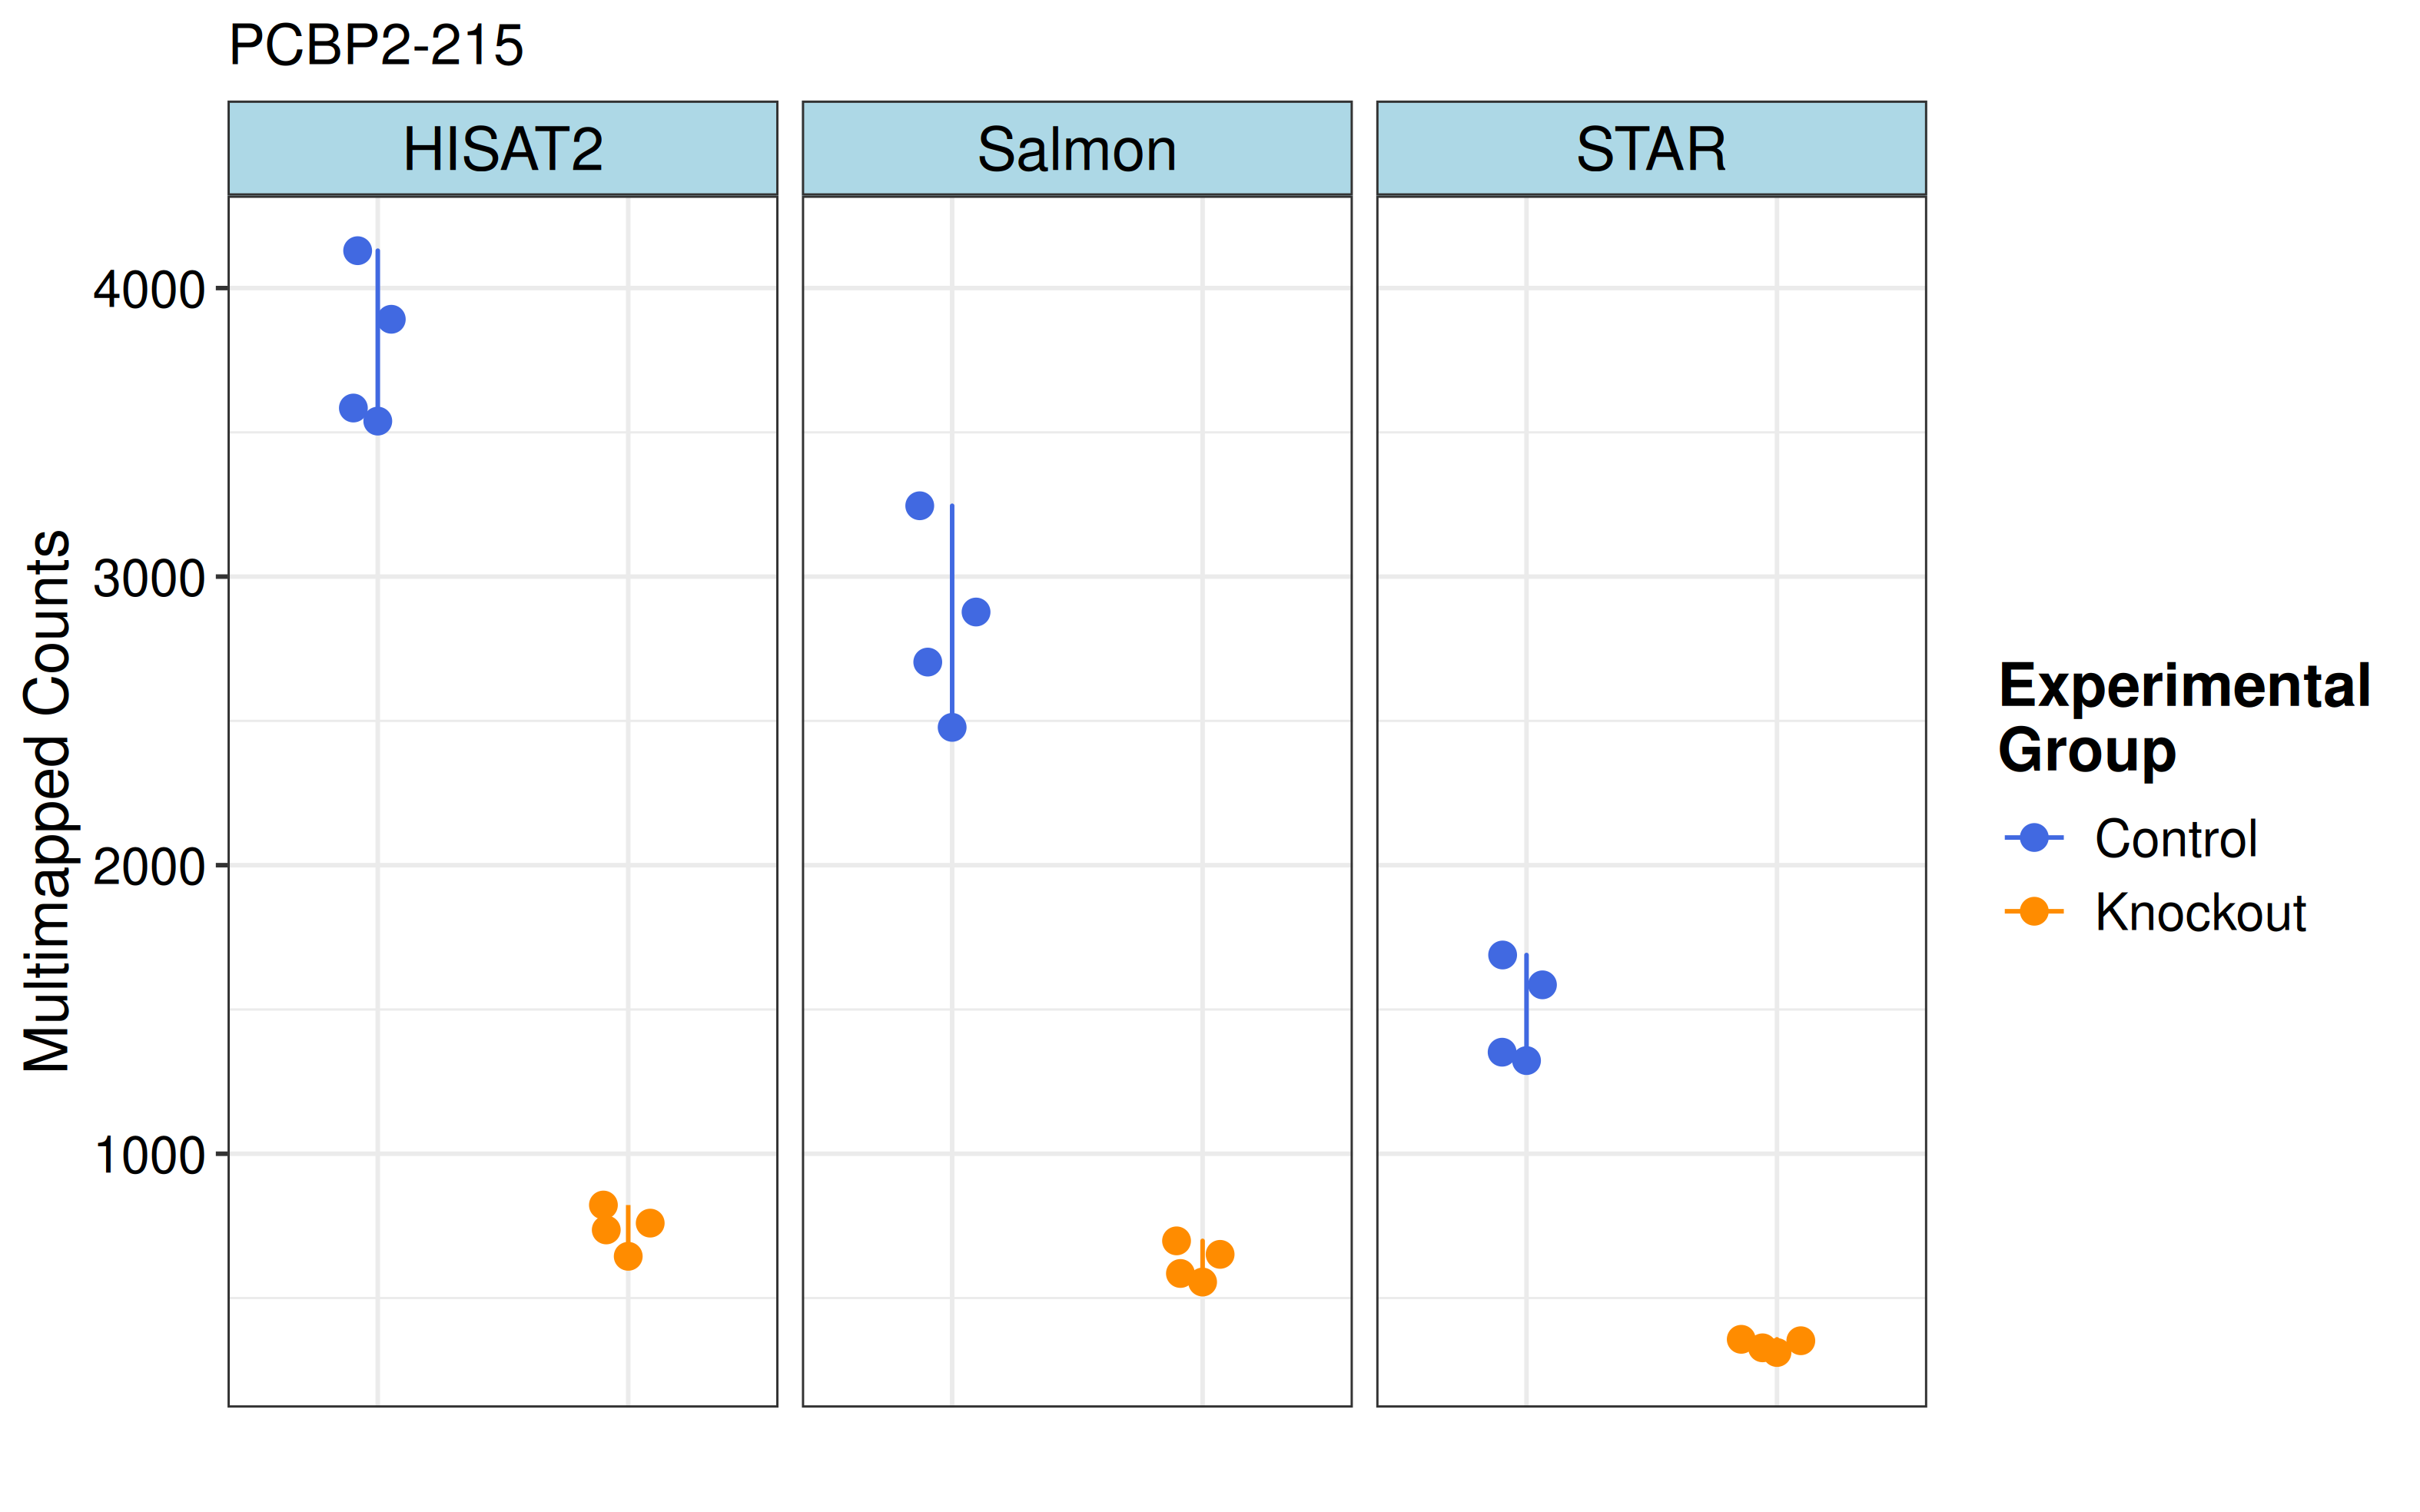 PCBP2-215
HISAT2
Salmon
STAR
4000
3000
2000
1000
Multimapped Counts
Experimental
Group
Control
Knockout